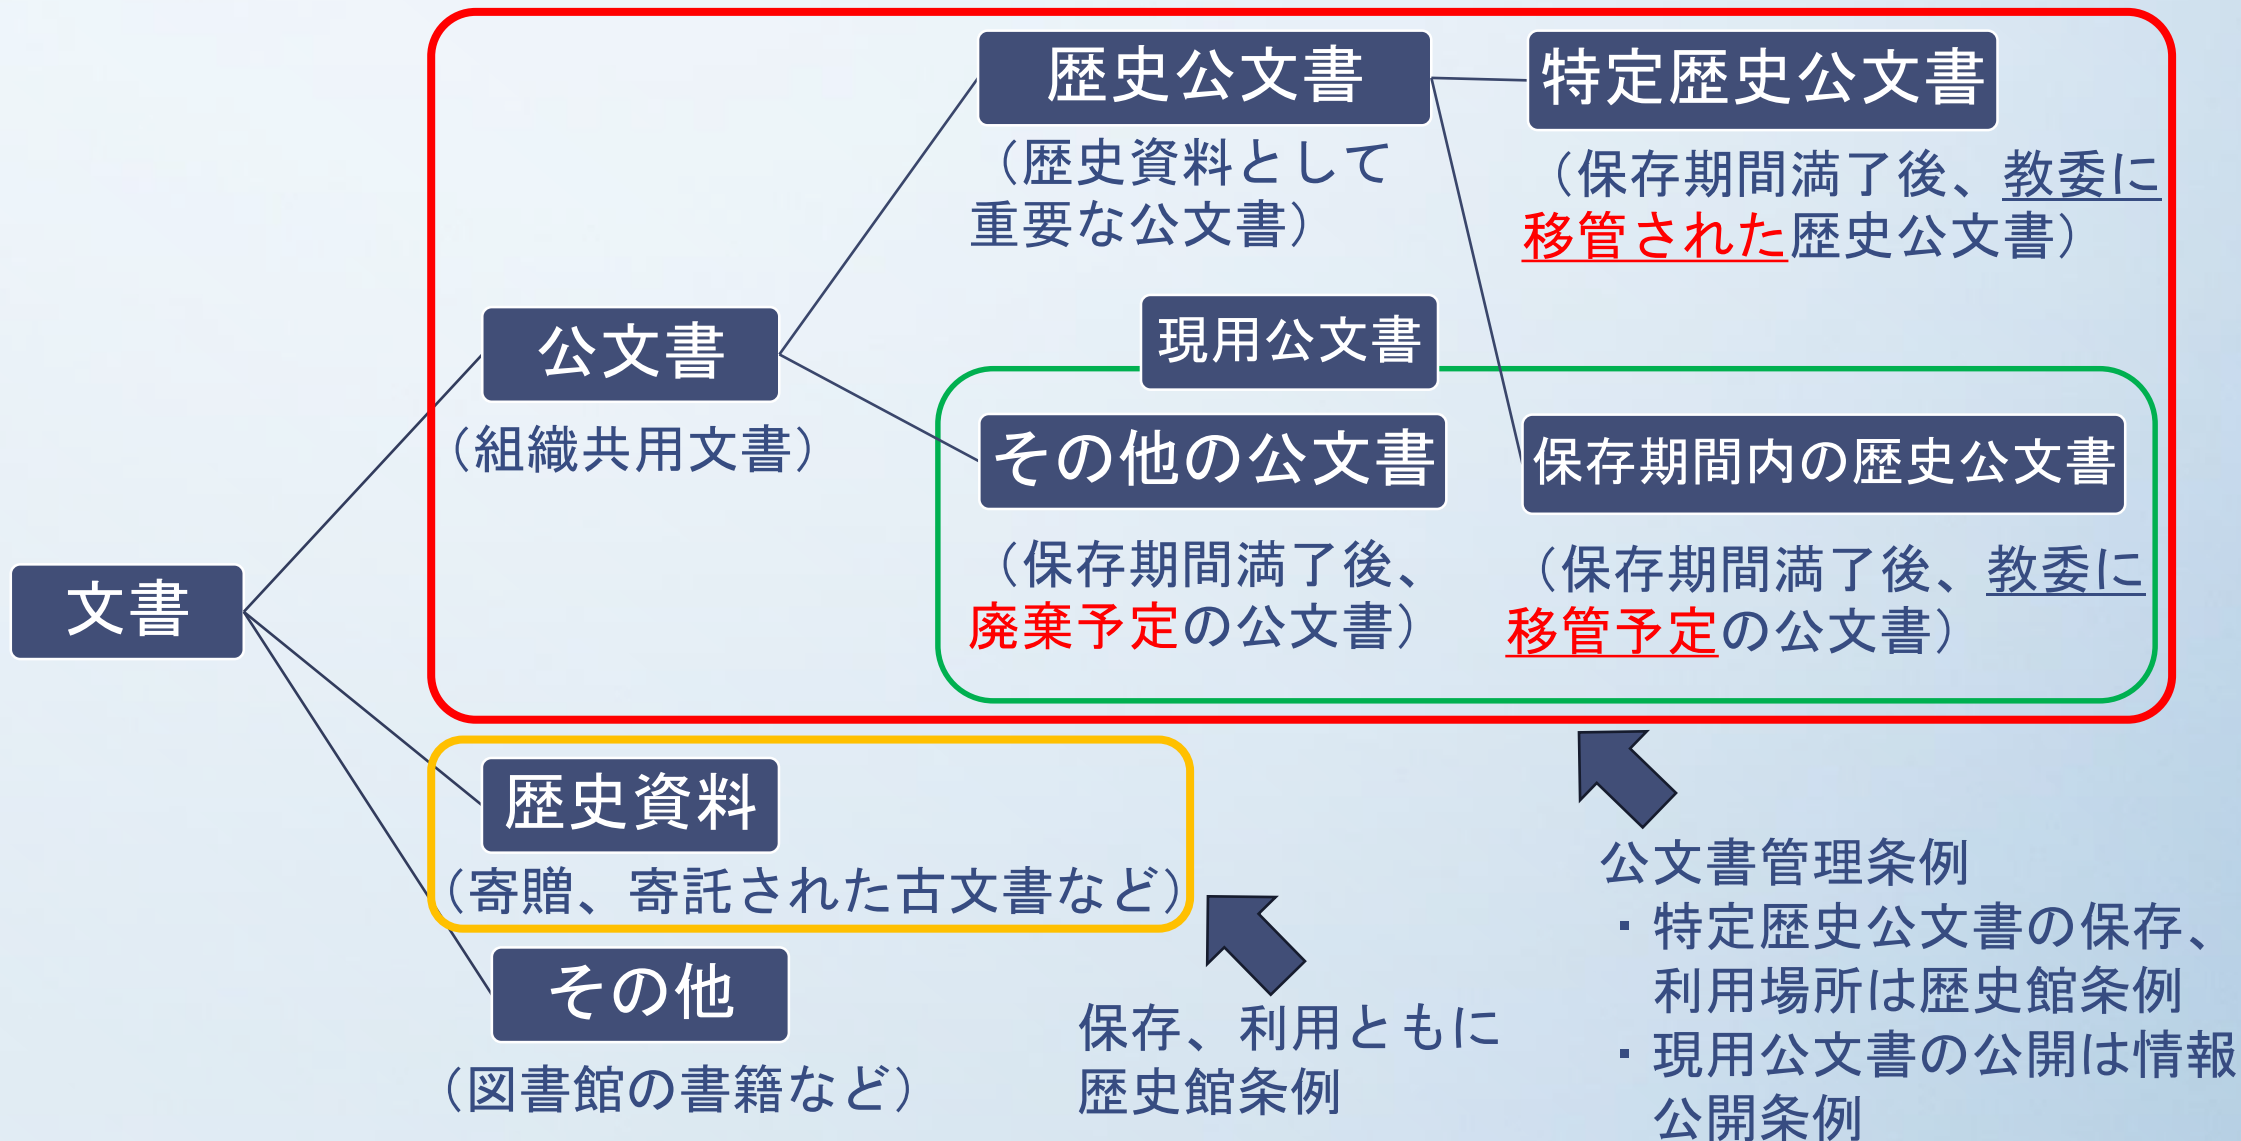 歴史公文書
（歴史資料として
重要な公文書）
特定歴史公文書
（保存期間満了後、教委に
移管された歴史公文書）
公文書
（組織共用文書）
現用公文書
その他の公文書
（保存期間満了後、
廃棄予定の公文書）
保存期間内の歴史公文書
（保存期間満了後、教委に
移管予定の公文書）
文書
歴史資料
（寄贈、寄託された古文書など）
その他
（図書館の書籍など）
保存、利用ともに
歴史館条例
公文書管理条例
・特定歴史公文書の保存、
利用場所は歴史館条例
・現用公文書の公開は情報
公開条例